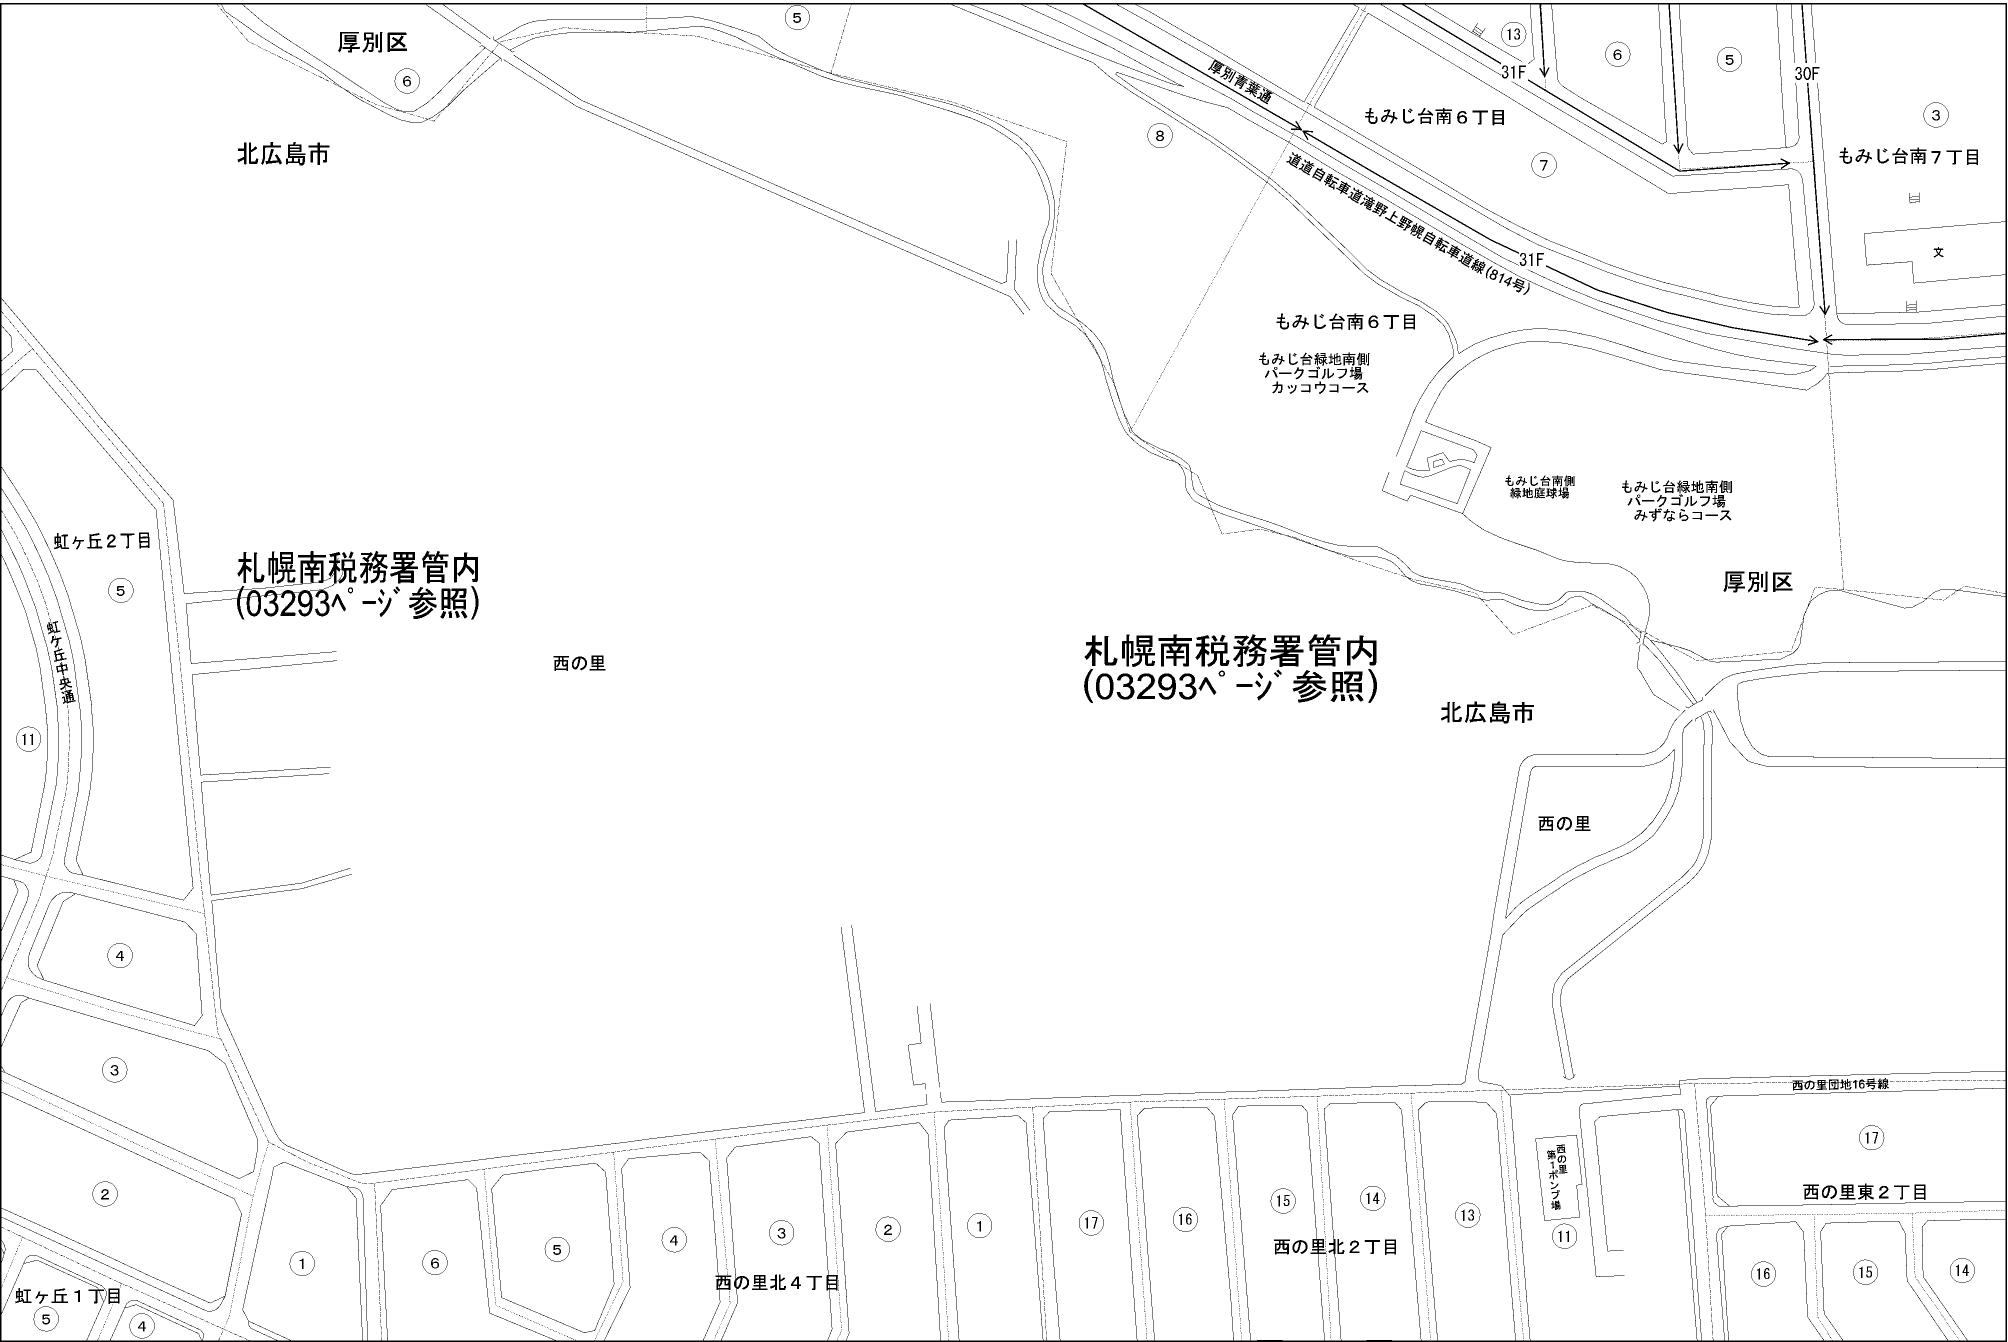 厚別区
⑥
⑤
北広島市
⑧
厚別青葉通
道道自転車道滝野上野幌自転車道線(814号)
31F
31F
30F
⑬
⑥
⑤
③
もみじ台南６丁目
⑦
もみじ台南７丁目
文
もみじ台南６丁目
もみじ台緑地南側
パークゴルフ場
カッコウコース
もみじ台南側
緑地庭球場
もみじ台緑地南側
パークゴルフ場
みずならコース
厚別区
虹ヶ丘２丁目
⑤
虹ケ丘中央通
⑪
札幌南税務署管内
(03293ﾍﾟｰｼﾞ参照)
西の里
札幌南税務署管内
(03293ﾍﾟｰｼﾞ参照)
北広島市
西の里
④
③
②
①
虹ヶ丘１丁目
⑤
④
⑥
⑤
④
③
②
①
西の里北４丁目
⑰
⑯
⑮
⑭
⑬
西の里北２丁目
西の里
第１ポンプ場
⑪
西の里団地16号線
⑰
西の里東２丁目
⑯
⑮
⑭